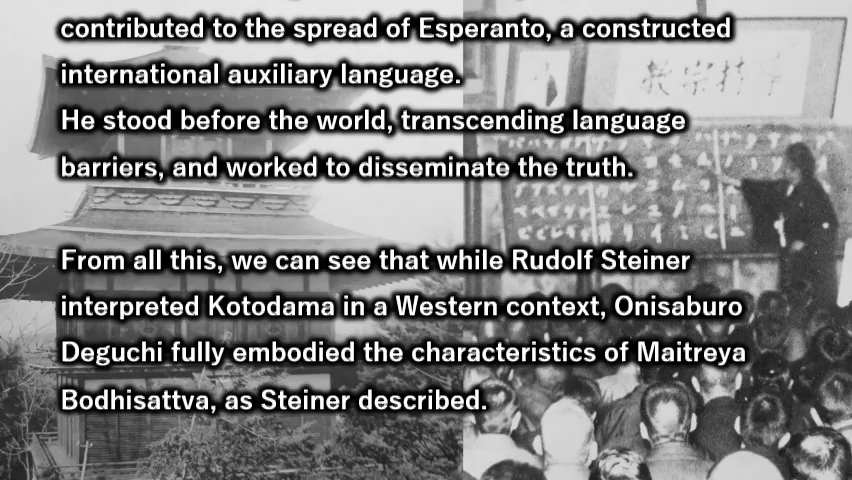 contributed to the spread of Esperanto, a constructed
international auxiliary language.
He stood before the world, transcending language
barriers, and worked to disseminate the truth.
From all this, we can see that while Rudolf Steiner
interpreted Kotodama in a Western context, Onisaburo
Deguchi fully embodied the characteristics of Maitreya
Bodhisattva, as Steiner described.